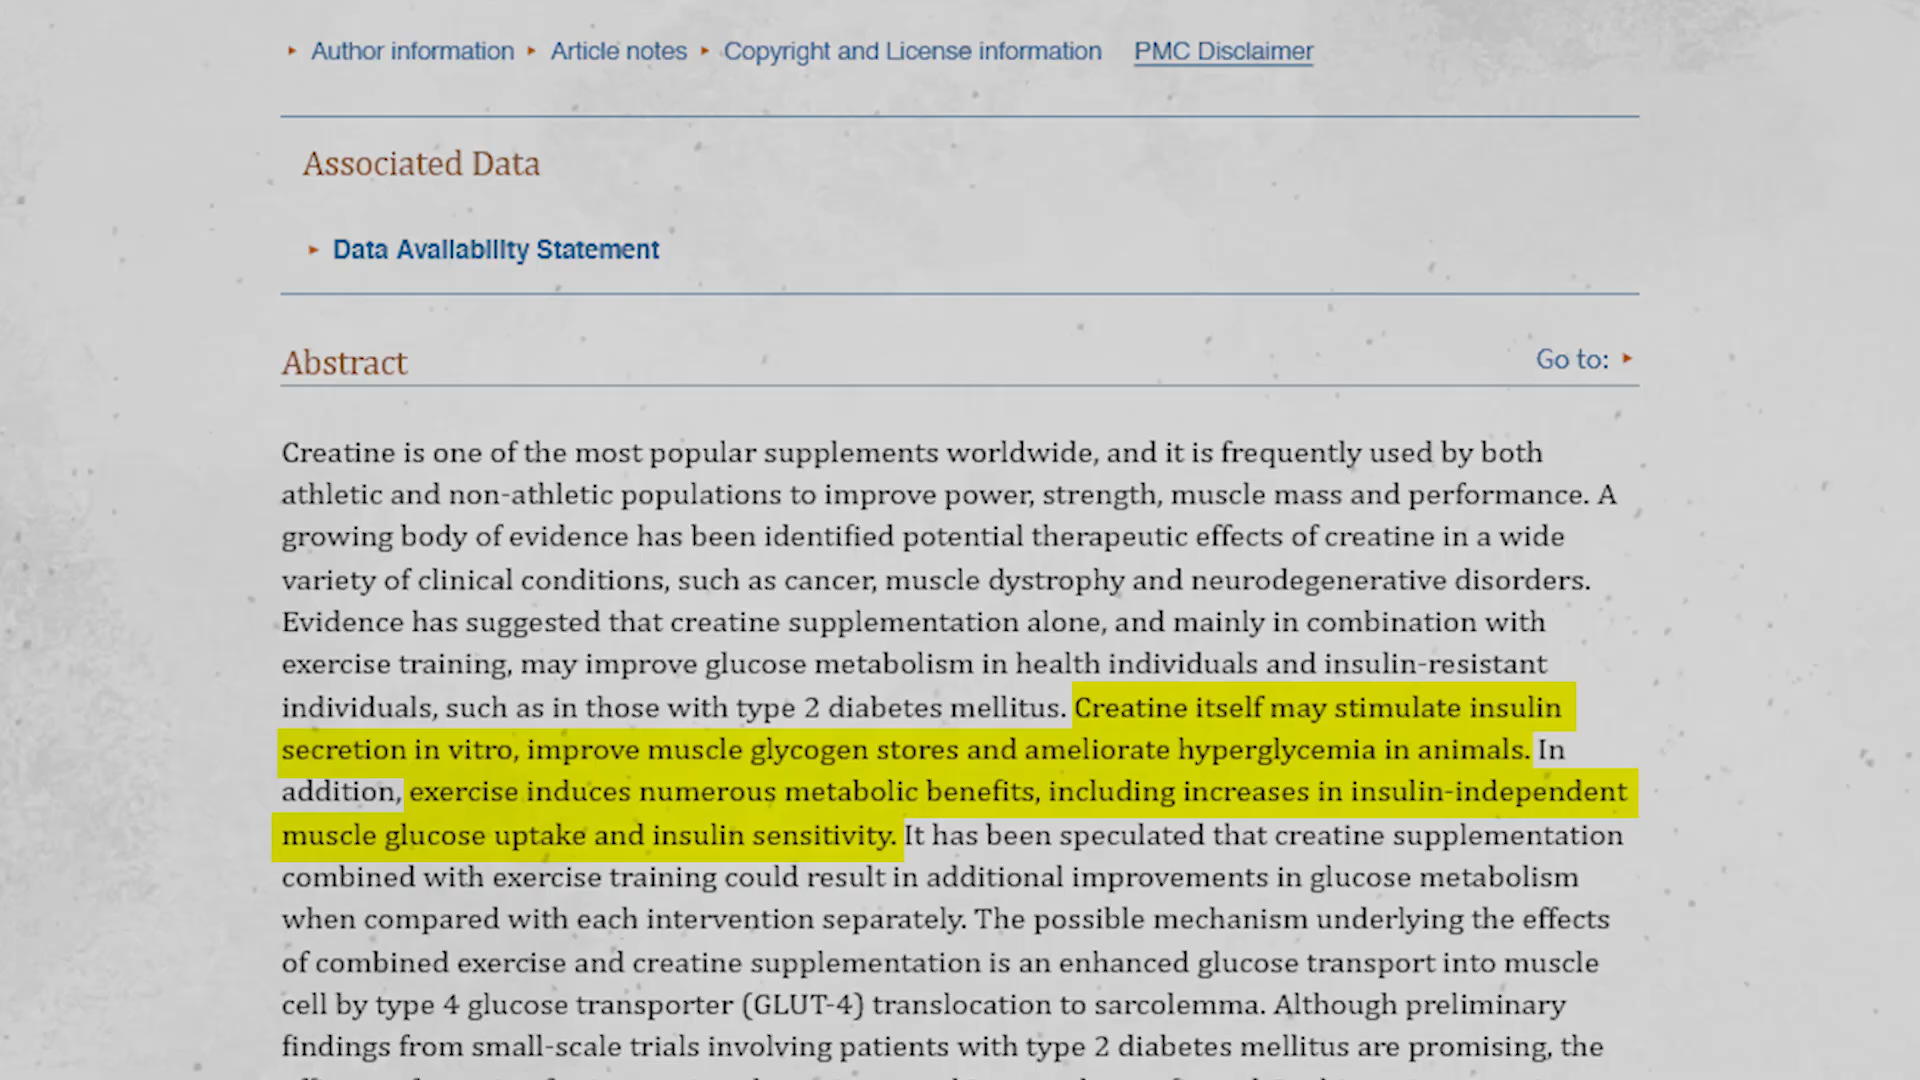 Author information Article notes Copyright and License information PMC Disclaimer
Associated Data
Data Availability Statement
Abstract
Go to:
Creatine is one of the most popular supplements worldwide, and it is frequently used by both
athletic and non-athletic populations to improve power, strength, muscle mass and performance. A
growing body of evidence has been identified potential therapeutic effects of creatine in a wide
variety of clinical conditions, such as cancer, muscle dystrophy and neurodegenerative disorders.
Evidence has suggested that creatine supplementation alone, and mainly in combination with
exercise training, may improve glucose metabolism in health individuals and insulin-resistant
individuals, such as in those with type 2 diabetes mellitus. Creatine itself may stimulate insulin
secretion in vitro, improve muscle glycogen stores and ameliorate hyperglycemia in animals. In
addition, exercise induces numerous metabolic benefits, including increases in insulin-independent
muscle glucose uptake and insulin sensitivity. It has been speculated that creatine supplementation
combined with exercise training could result in additional improvements in glucose metabolism
when compared with each intervention separately. The possible mechanism underlying the effects
of combined exercise and creatine supplementation is an enhanced glucose transport into muscle
cell by type 4 glucose transporter (GLUT-4) translocation to sarcolemma. Although preliminary
findings from small-scale trials involving patients with type 2 diabetes mellitus are promising, the